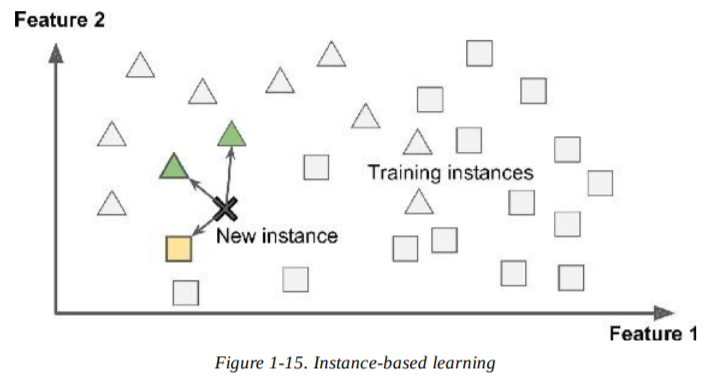 Feature 2
Training instances
New instance
Feature 1
Figure 1-15. Instance-based learning